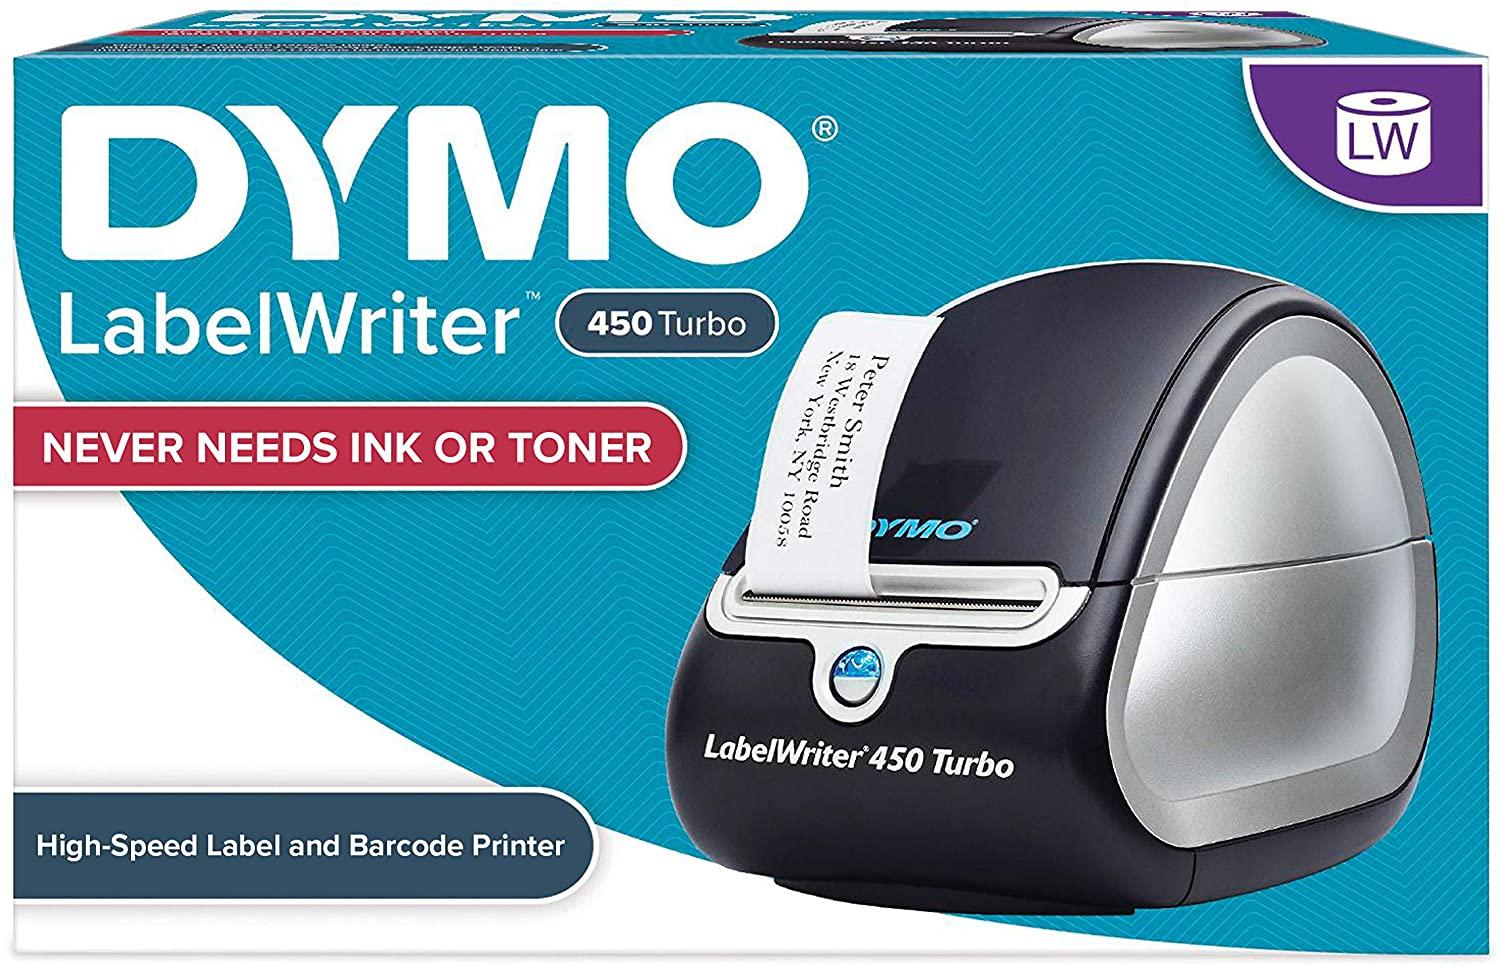 DYMO®
LabelWriter™ 450 Turbo
LW
NEVER NEEDS INK OR TONER
Peter Smith
18 Westbridge Road
New York, NY 10058
YMO
LabelWriter® 450 Turbo
High-Speed Label and Barcode Printer